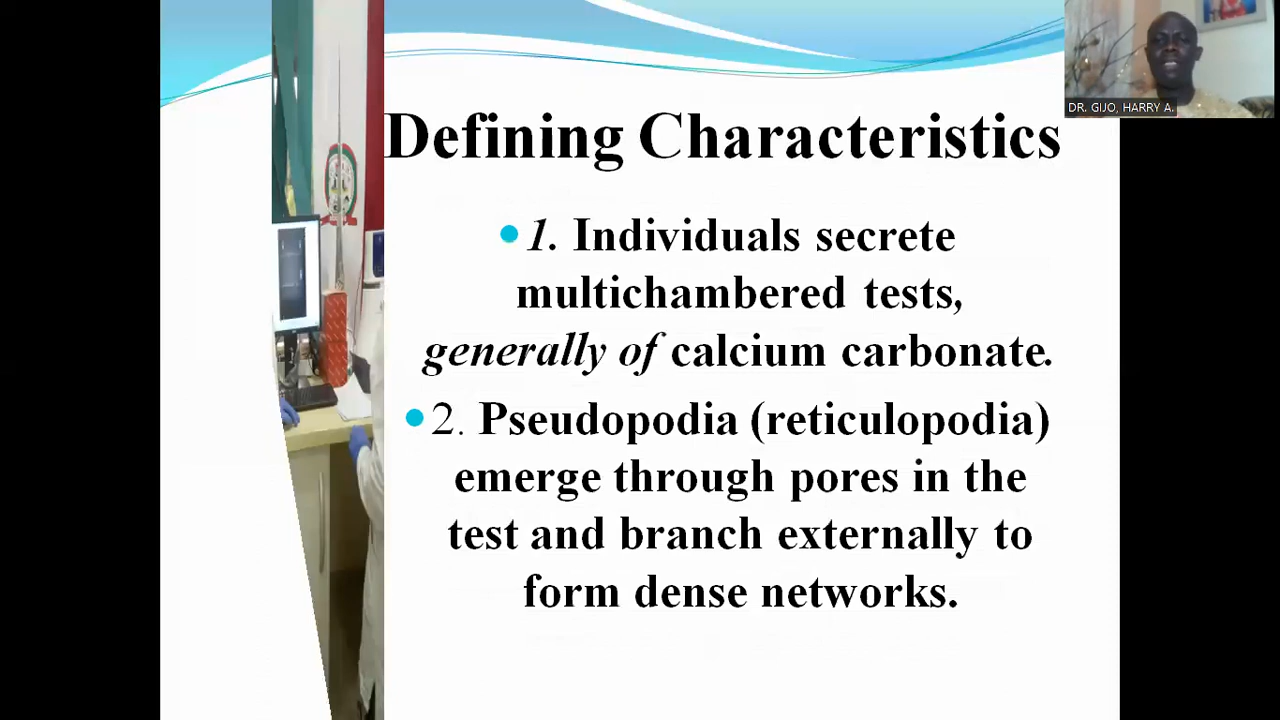 DR. GIJO, HARRY A.
Defining Characteristics
1. Individuals secrete
multichambered tests,
generally of calcium carbonate.
2. Pseudopodia (reticulopodia)
emerge through pores in the
test and branch externally to
form dense networks.